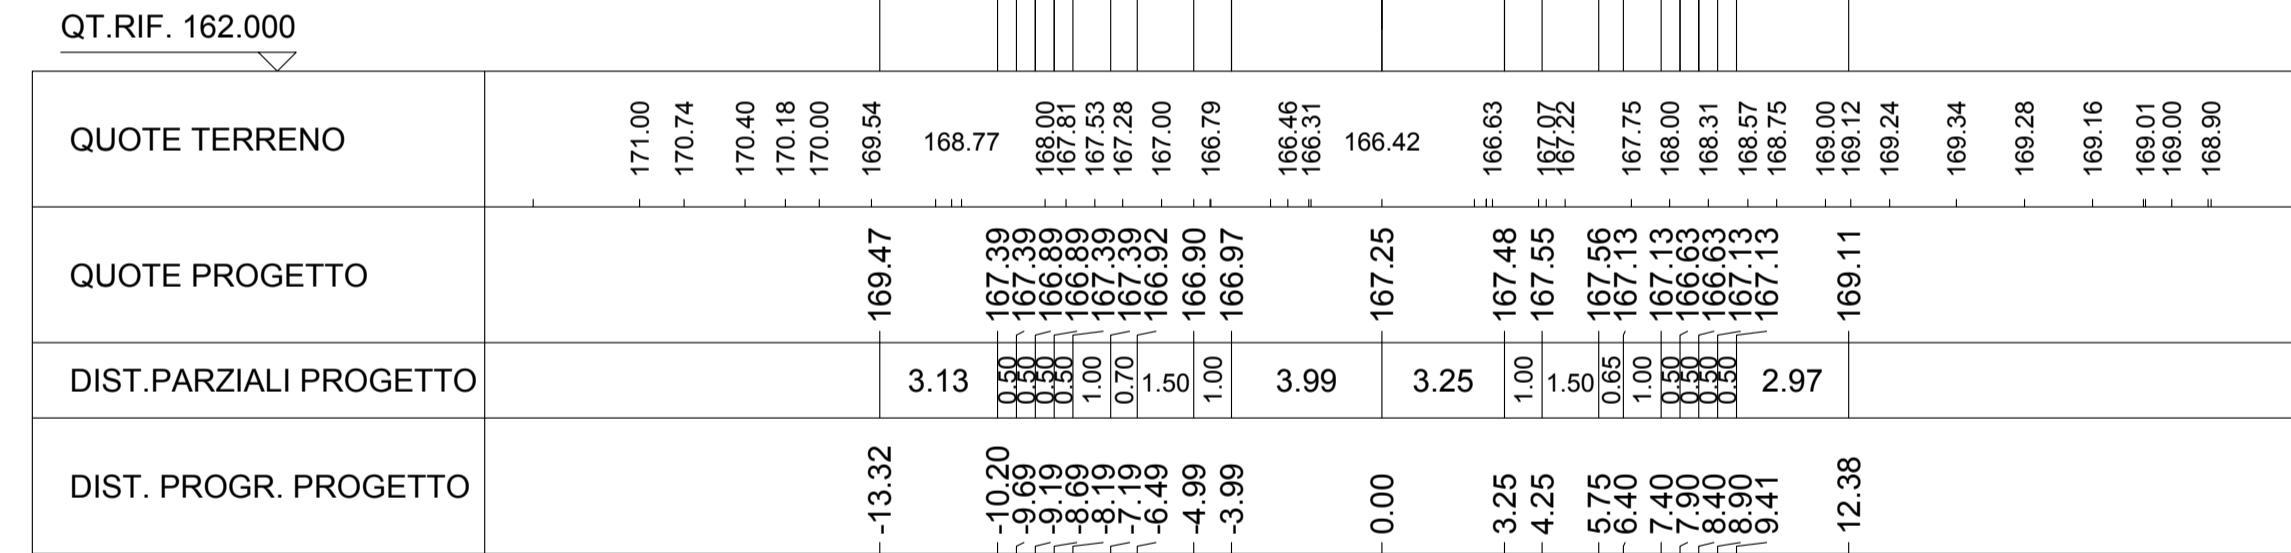 QT.RIF. 162.000
QUOTE TERRENO 171.00 170.74 170.40 170.18 170.00 169.54 168.77 168.00 167.81 167.53 167.28 167.00 166.79 166.46 166.31 166.42 166.63 167.07 167.22 167.75 168.00 168.31 168.57 168.75 169.00 169.12 169.24 169.34 169.28 169.16 169.01 169.00 168.90
QUOTE PROGETTO 169.47 167.39 167.39 166.89 166.89 167.39 167.39 166.92 166.90 166.97 167.25 167.48 167.55 167.56 167.13 167.13 166.63 166.63 167.13 167.13 169.11
DIST.PARZIALI PROGETTO 3.13 0.50 0.50 0.50 0.50 1.00 0.70 1.50 1.00 3.99 3.25 1.00 1.50 0.65 1.00 0.50 0.50 0.50 0.50 2.97
DIST. PROGR. PROGETTO -13.32 -10.20 -9.69 -9.19 -8.69 -8.19 -7.19 -6.49 -4.99 -3.99 0.00 3.25 4.25 5.75 6.40 7.40 7.90 8.40 8.90 9.41 12.38